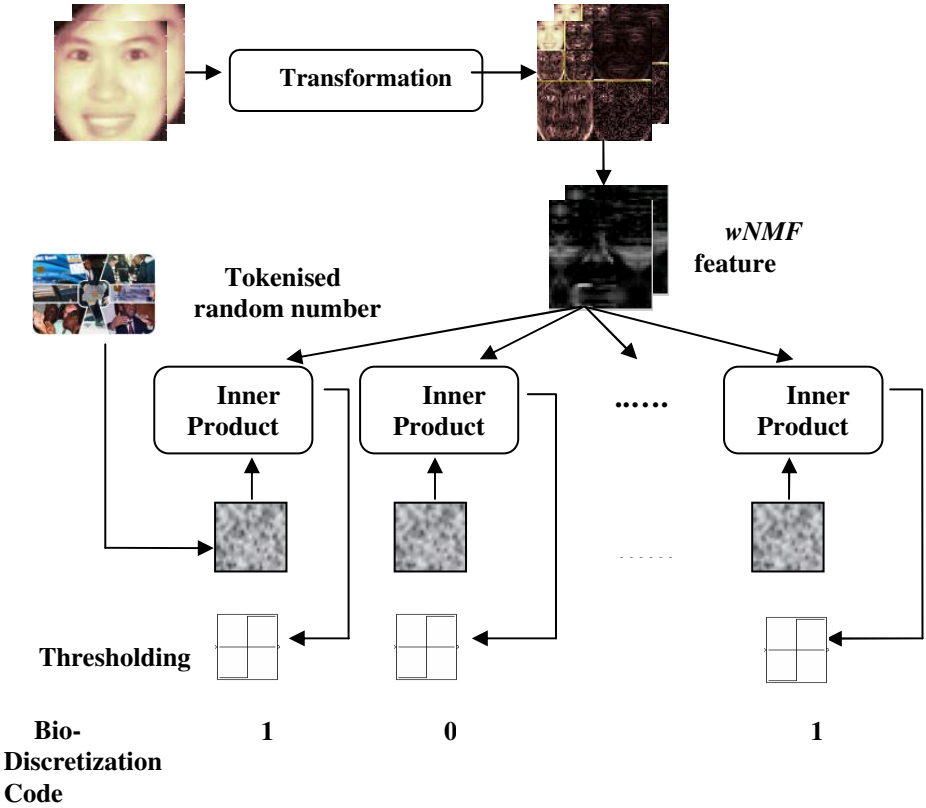 Transformation
wNMF
feature
Tokenised
random number
Inner
Product
Inner
Product
…...
Inner
Product
......
Thresholding
Bio-
Discretization
Code
1
0
1